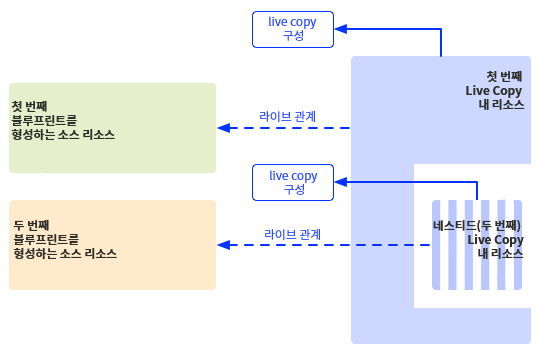 live copy
구성
첫 번째
Live Copy
내 리소스
첫 번째
블루프린트를
형성하는 소스 리소스
라이브 관계
live copy
구성
두 번째
블루프린트를
형성하는 소스 리소스
라이브 관계
네스티드(두 번째)
Live Copy
내 리소스